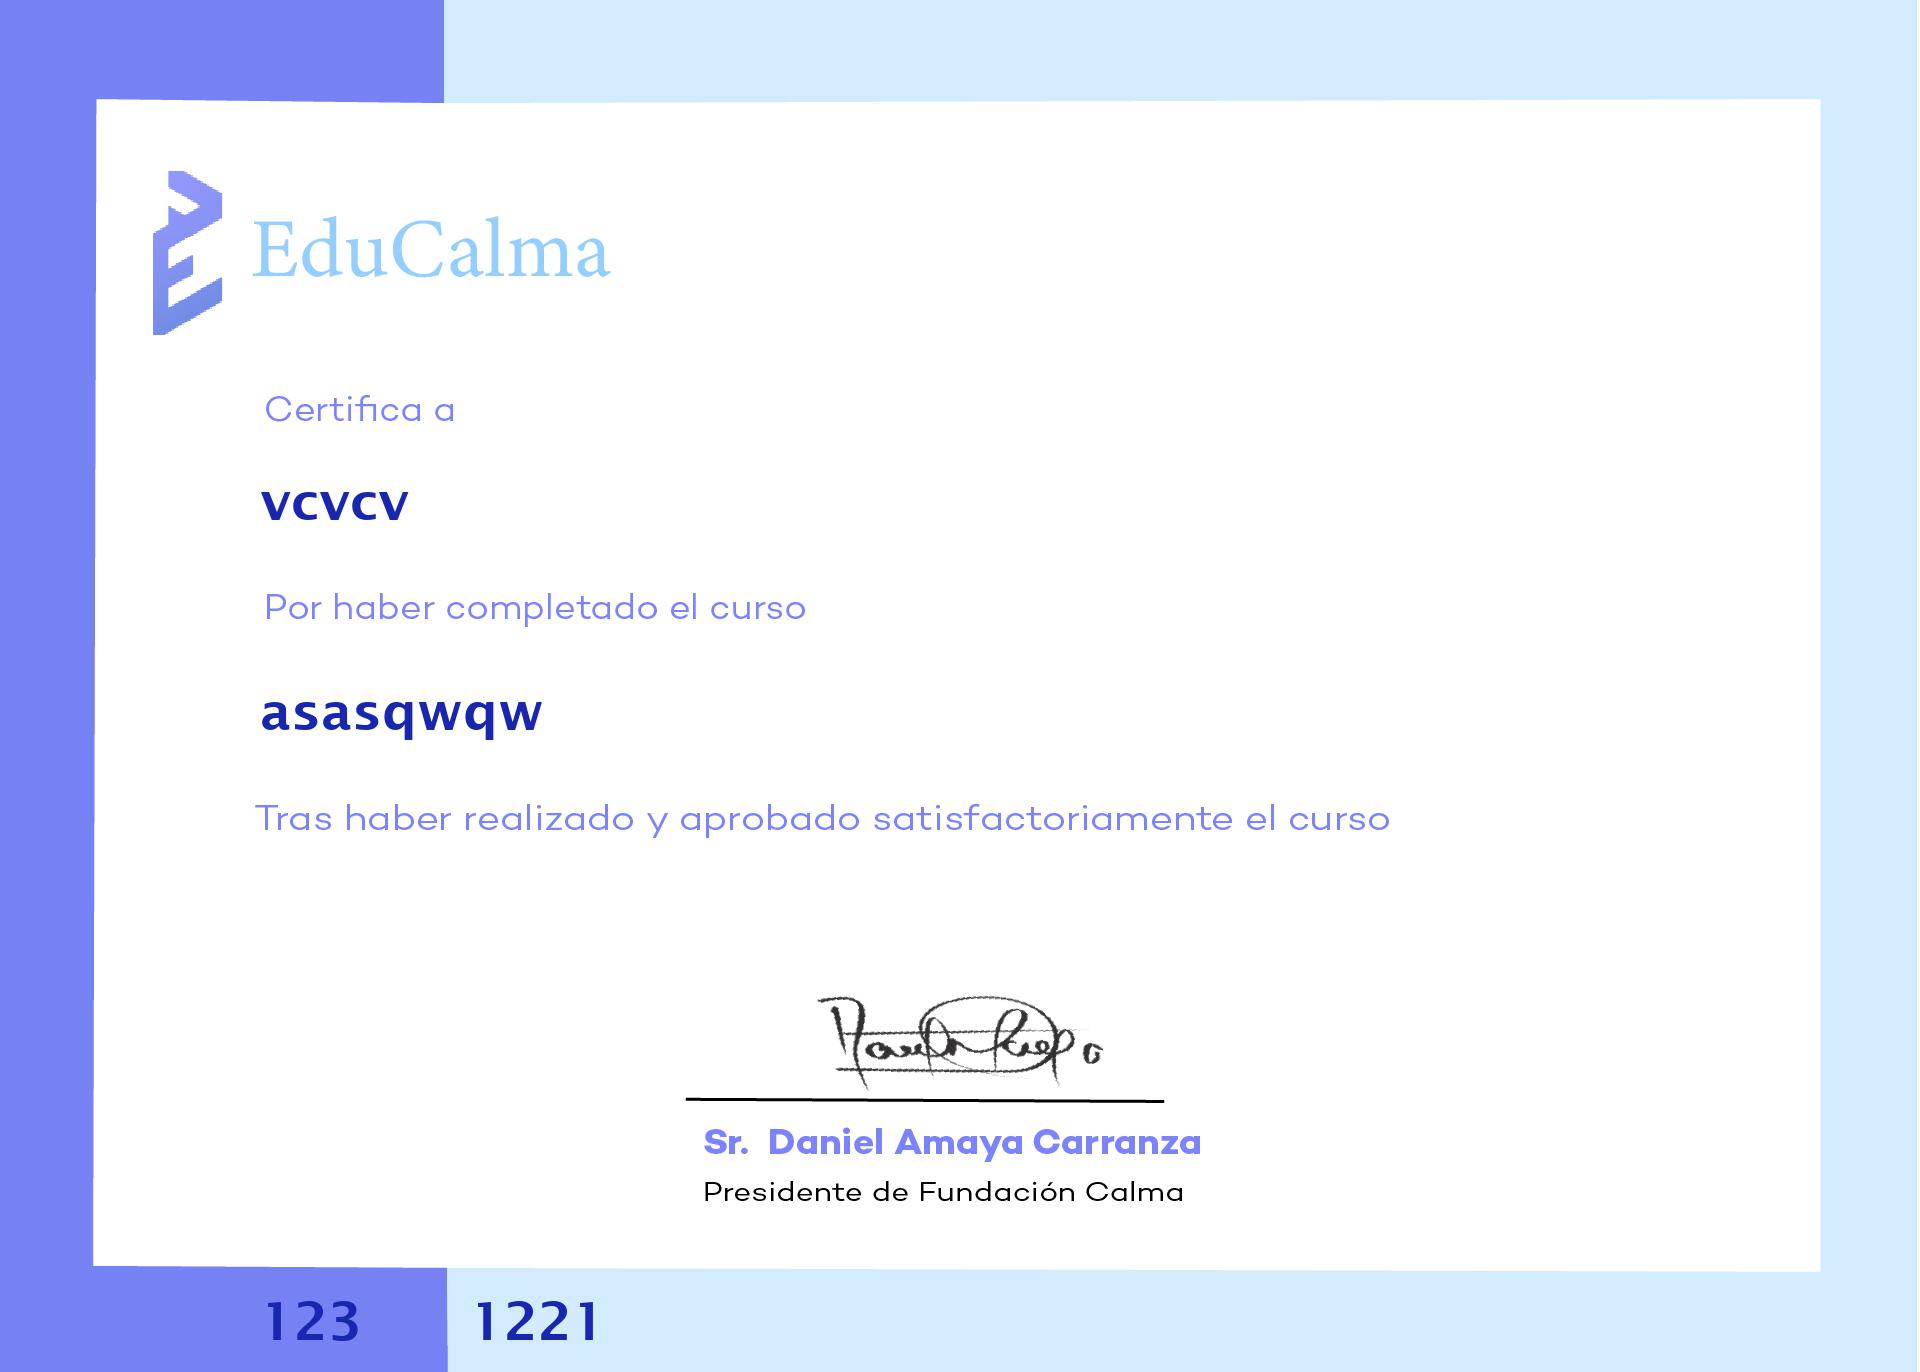 EduCalma
Certifica a
vcvcv
Por haber completado el curso
asasqwqw
Tras haber realizado y aprobado satisfactoriamente el curso
Sr. Daniel Amaya Carranza
Presidente de Fundación Calma
123 1221